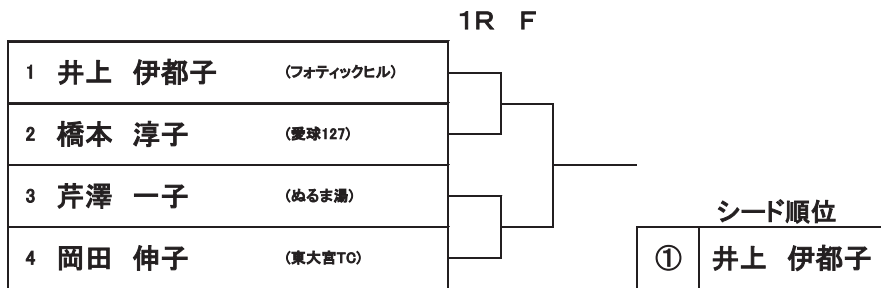 1R F
1 井上 伊都子 (フォティックヒル)
2 橋本 淳子 (愛球127)
3 芹澤 一子 (ぬるま湯)
4 岡田 伸子 (東大宮TC)
シード順位
① 井上 伊都子